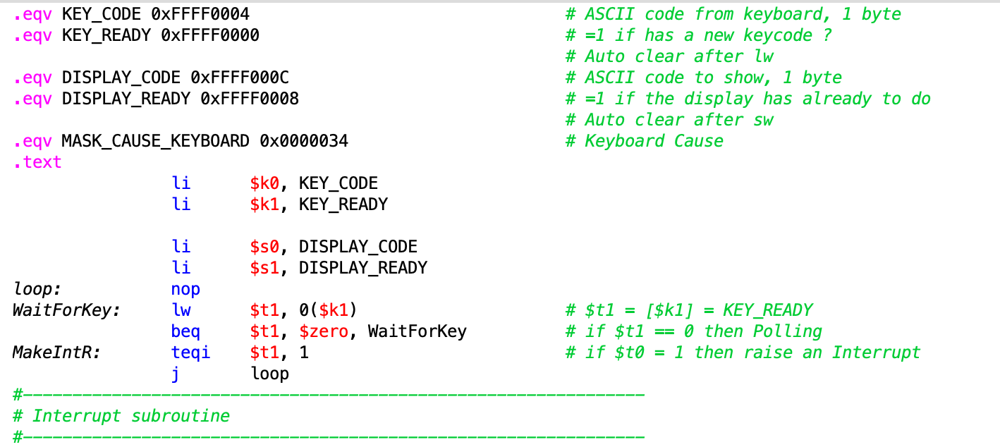 .eqv KEY_CODE 0xFFFF0004 # ASCII code from keyboard, 1 byte
.eqv KEY_READY 0xFFFF0000 # =1 if has a new keycode ?
# Auto clear after lw
.eqv DISPLAY_CODE 0xFFFF000C # ASCII code to show, 1 byte
.eqv DISPLAY_READY 0xFFFF0008 # =1 if the display has already to do
# Auto clear after sw
.eqv MASK_CAUSE_KEYBOARD 0x0000034 # Keyboard Cause
.text
li $k0, KEY_CODE
li $k1, KEY_READY
li $s0, DISPLAY_CODE
li $s1, DISPLAY_READY
loop: nop
WaitForKey: lw $t1, 0($k1) # $t1 = [$k1] = KEY_READY
beq $t1, $zero, WaitForKey # if $t1 == 0 then Polling
MakeIntR: teqi $t1, 1 # if $t0 = 1 then raise an Interrupt
j loop
#---------------------------------------------------------------
# Interrupt subroutine
#---------------------------------------------------------------